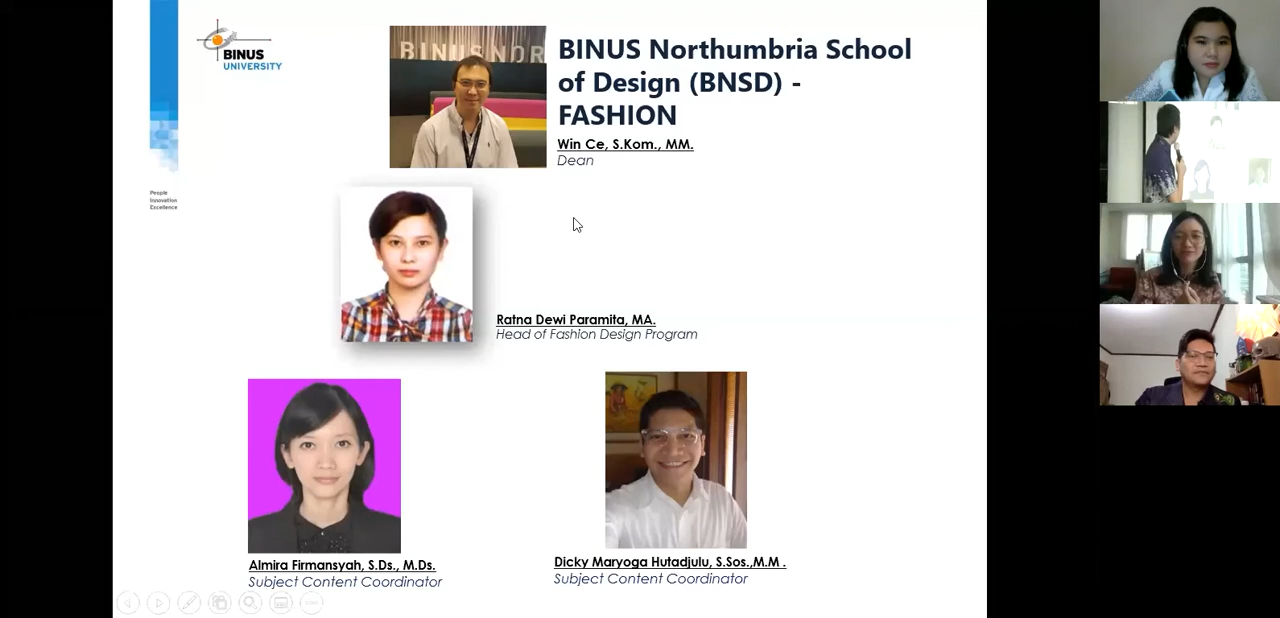 BINUS
UNIVERSITY
People
Innovation
Excellence
BINUS NOR
BINUS Northumbria School
of Design (BNSD) -
FASHION
Win Ce, S.Kom., MM.
Dean
Ratna Dewi Paramita, MA.
Head of Fashion Design Program
Almira Firmansyah, S.Ds., M.Ds.
Subject Content Coordinator
Dicky Maryoga Hutadjulu, S.Sos.,M.M .
Subject Content Coordinator